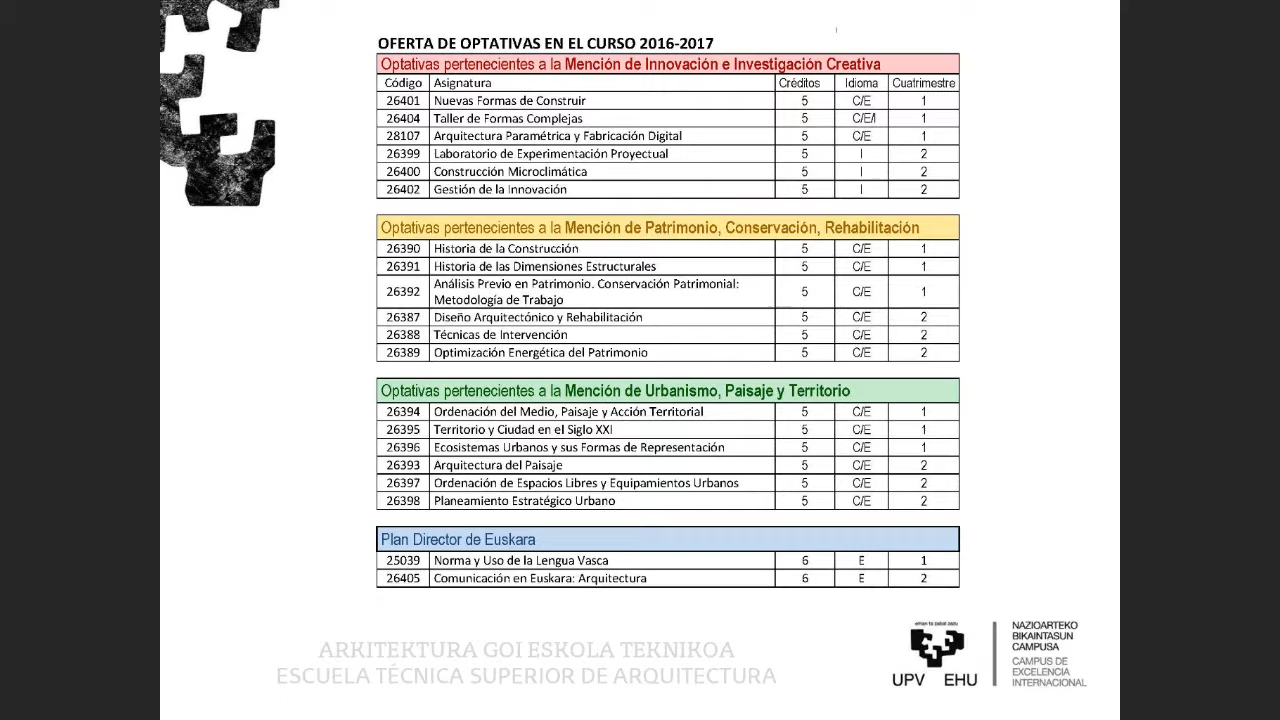 OFERTA DE OPTATIVAS EN EL CURSO 2016-2017
Optativas pertenecientes a la Mención de Innovación e Investigación Creativa
Código Asignatura Créditos Idioma Cuatrimestre
26401 Nuevas Formas de Construir 5 C/E 1
26404 Taller de Formas Complejas 5 C/E/I 1
28107 Arquitectura Paramétrica y Fabricación Digital 5 C/E 1
26399 Laboratorio de Experimentación Proyectual 5 I 2
26400 Construcción Microclimática 5 I 2
26402 Gestión de la Innovación 5 I 2
Optativas pertenecientes a la Mención de Patrimonio, Conservación, Rehabilitación
26390 Historia de la Construcción 5 C/E 1
26391 Historia de las Dimensiones Estructurales 5 C/E 1
26392 Análisis Previo en Patrimonio. Conservación Patrimonial:
Metodología de Trabajo 5 C/E 1
26387 Diseño Arquitectónico y Rehabilitación 5 C/E 2
26388 Técnicas de Intervención 5 C/E 2
26389 Optimización Energética del Patrimonio 5 C/E 2
Optativas pertenecientes a la Mención de Urbanismo, Paisaje y Territorio
26394 Ordenación del Medio, Paisaje y Acción Territorial 5 C/E 1
26395 Territorio y Ciudad en el Siglo XXI 5 C/E 1
26396 Ecosistemas Urbanos y sus Formas de Representación 5 C/E 1
26393 Arquitectura del Paisaje 5 C/E 2
26397 Ordenación de Espacios Libres y Equipamientos Urbanos 5 C/E 2
26398 Planeamiento Estratégico Urbano 5 C/E 2
Plan Director de Euskara
25039 Norma y Uso de la Lengua Vasca 6 E 1
26405 Comunicación en Euskara: Arquitectura 6 E 2
ARKITEKTURA GOI ESKOLA TEKNIKOA
ESCUELA TÉCNICA SUPERIOR DE ARQUITECTURA
eman ta zabal zazu
UPV EHU
NAZIOARTEKO
BIKAINTASUN
CAMPUSA
CAMPUS DE
EXCELENCIA
INTERNACIONAL